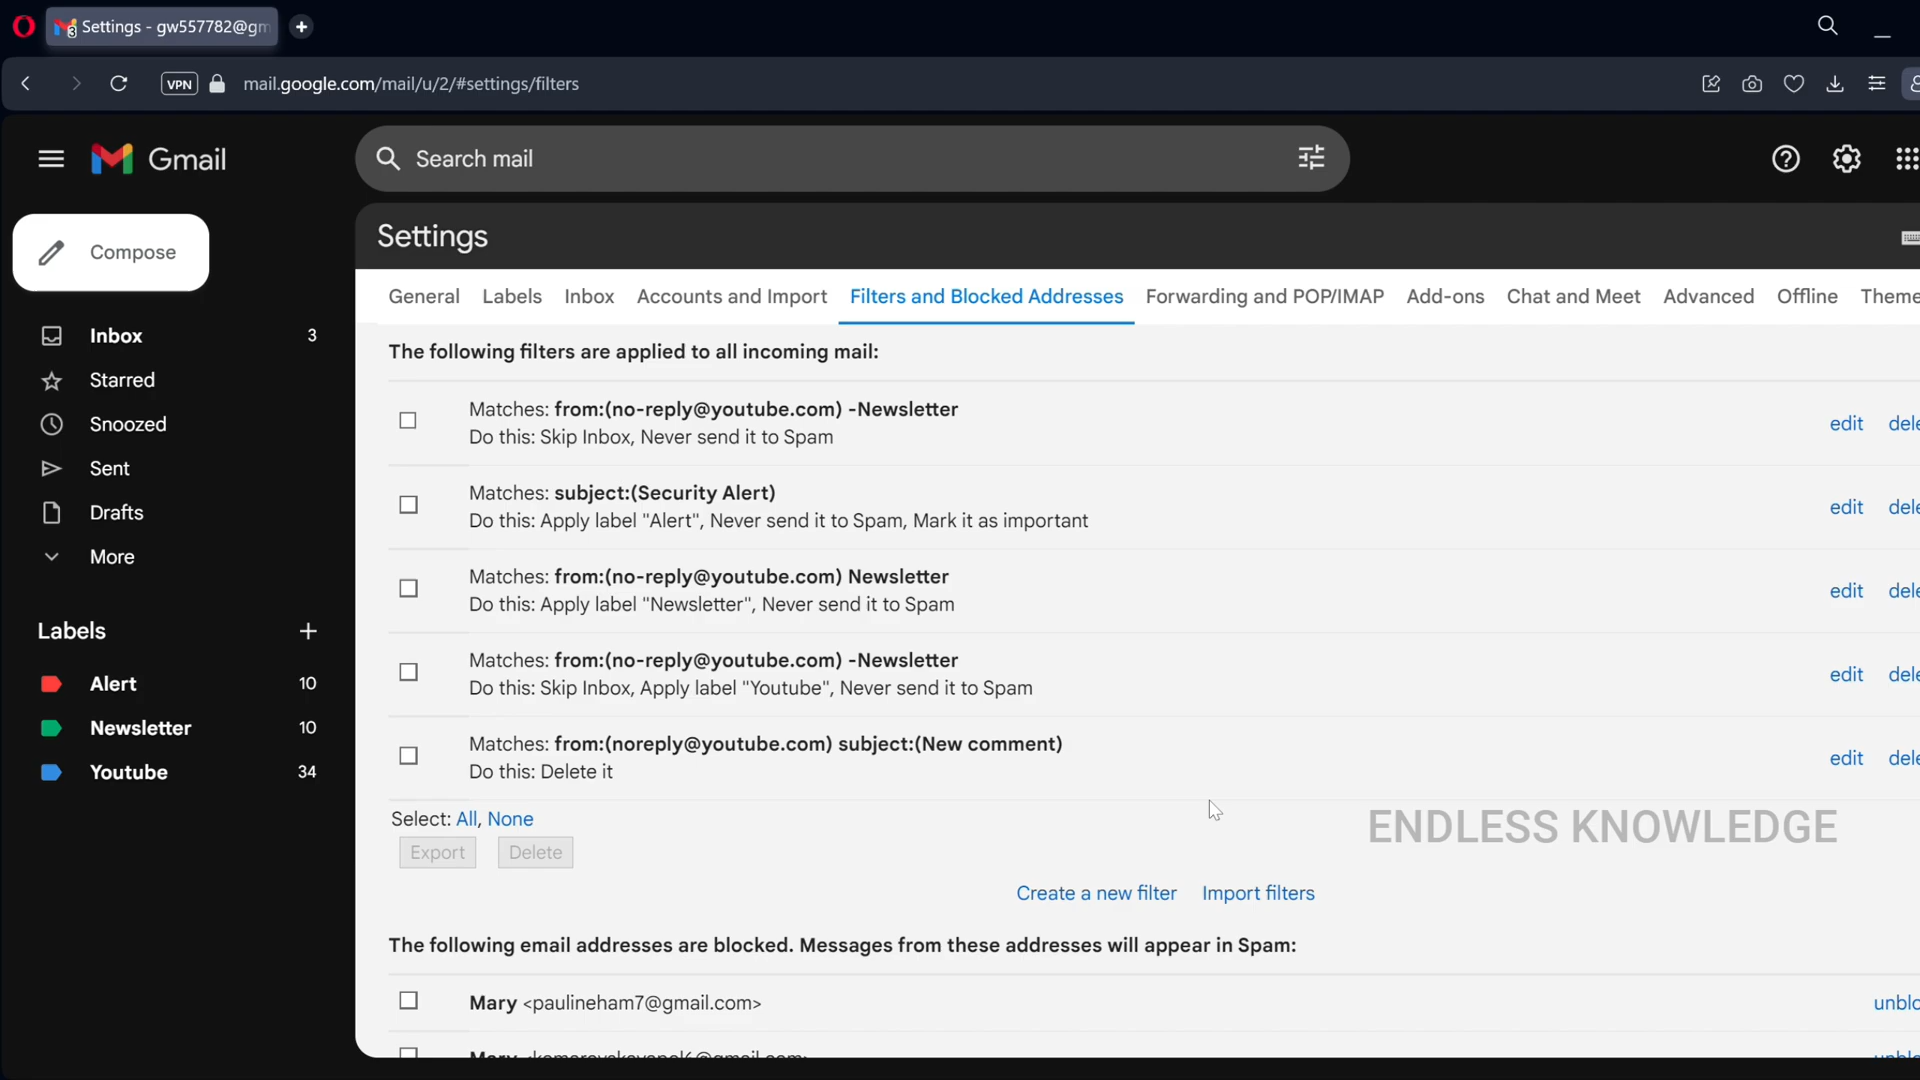 Settings - gw557782@gm
VPN
mail.google.com/mail/u/2/#settings/filters
Gmail
Search mail
Compose
Settings
General Labels Inbox Accounts and Import Filters and Blocked Addresses Forwarding and POP/IMAP Add-ons Chat and Meet Advanced Offline Theme
Inbox 3
Starred
Snoozed
Sent
Drafts
More
Labels
Alert 10
Newsletter 10
Youtube 34
The following filters are applied to all incoming mail:
Matches: from:(no-reply@youtube.com) -Newsletter
Do this: Skip Inbox, Never send it to Spam
edit dele
Matches: subject:(Security Alert)
Do this: Apply label "Alert", Never send it to Spam, Mark it as important
edit dele
Matches: from:(no-reply@youtube.com) Newsletter
Do this: Apply label "Newsletter", Never send it to Spam
edit dele
Matches: from:(no-reply@youtube.com) -Newsletter
Do this: Skip Inbox, Apply label "Youtube", Never send it to Spam
edit dele
Matches: from:(noreply@youtube.com) subject:(New comment)
Do this: Delete it
edit dele
Select: All, None
Export Delete
ENDLESS KNOWLEDGE
Create a new filter Import filters
The following email addresses are blocked. Messages from these addresses will appear in Spam:
Mary <paulineham7@gmail.com>
unblo
Mary